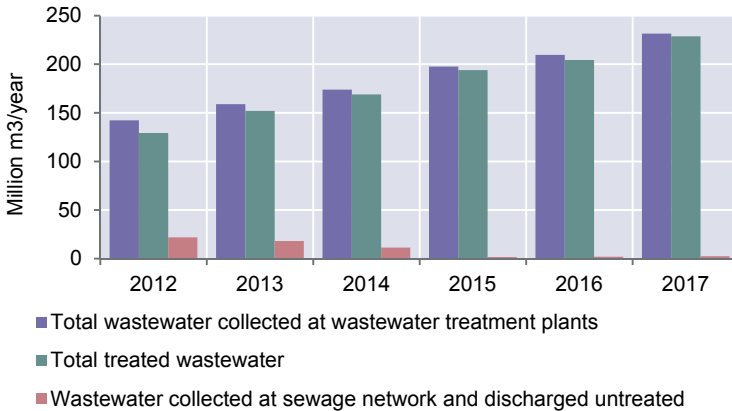 Million m3/year
250
200
150
100
50
0
2012 2013 2014 2015 2016 2017
Total wastewater collected at wastewater treatment plants
Total treated wastewater
Wastewater collected at sewage network and discharged untreated